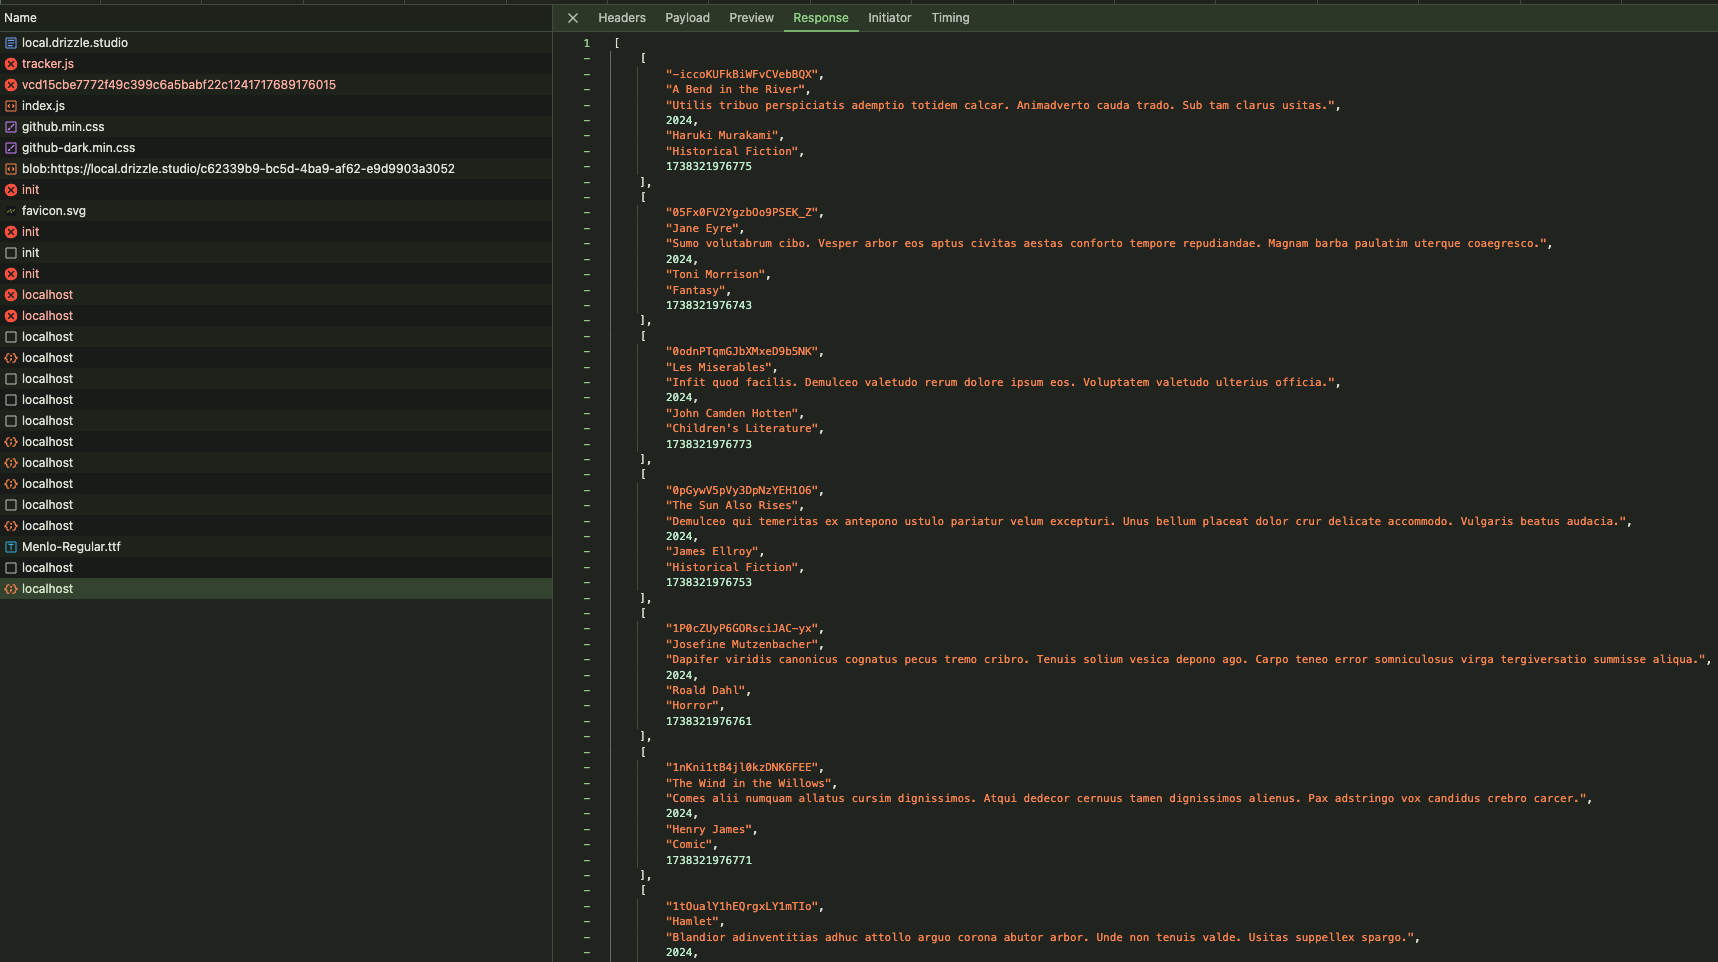 Name
local.drizzle.studio
tracker.js
vcd15cbe7772f49c399c6a5babf22c1241717689176015
index.js
github.min.css
github-dark.min.css
blob:https://local.drizzle.studio/c62339b9-bc5d-4ba9-af62-e9d9903a3052
init
favicon.svg
init
init
init
localhost
localhost
localhost
localhost
localhost
localhost
localhost
localhost
localhost
localhost
localhost
localhost
Menlo-Regular.ttf
localhost
localhost
Headers Payload Preview Response Initiator Timing
1 [
[
"-iccoKUFkBiWFvCVebBQX",
"A Bend in the River",
"Utilis tribuo perspiciatis ademptio totidem calcar. Animadverto cauda trado. Sub tam clarus usitas.",
2024,
"Haruki Murakami",
"Historical Fiction",
1738321976775
],
[
"05Fx0FV2YgzbOo9PSEK_Z",
"Jane Eyre",
"Sumo volutabrum cibo. Vesper arbor eos aptus civitas aestas conforto tempore repudiandae. Magnam barba paulatim uterque coaegresco.",
2024,
"Toni Morrison",
"Fantasy",
1738321976743
],
[
"0odnPTqmGJbXMxeD9b5NK",
"Les Miserables",
"Infit quod facilis. Demulceo valetudo rerum dolore ipsum eos. Voluptatem valetudo ulterius officia.",
2024,
"John Camden Hotten",
"Children's Literature",
1738321976773
],
[
"0pGywV5pVy3DpNzYEH1O6",
"The Sun Also Rises",
"Demulceo qui temeritas ex antepono ustulo pariatur velum excepturi. Unus bellum placeat dolor crur delicate accommodo. Vulgaris beatus audacia.",
2024,
"James Ellroy",
"Historical Fiction",
1738321976753
],
[
"1P0cZUyP6GORsciJAC-yx",
"Josefine Mutzenbacher",
"Dapifer viridis canonicus cognatus pecus tremo cribro. Tenuis solium vesica depono ago. Carpo teneo error somniculosus virga tergiversatio summisse aliqua.",
2024,
"Roald Dahl",
"Horror",
1738321976761
],
[
"1nKni1tB4jl0kzDNK6FEE",
"The Wind in the Willows",
"Comes alii numquam allatus cursim dignissimos. Atqui dedecor cernuus tamen dignissimos alienus. Pax adstringo vox candidus crebro carcer.",
2024,
"Henry James",
"Comic",
1738321976771
],
[
"1tOualY1hEQrgxLY1mTIo",
"Hamlet",
"Blandior adinventitias adhuc attollo arguo corona abutor arbor. Unde non tenuis valde. Usitas suppellex spargo.",
2024,